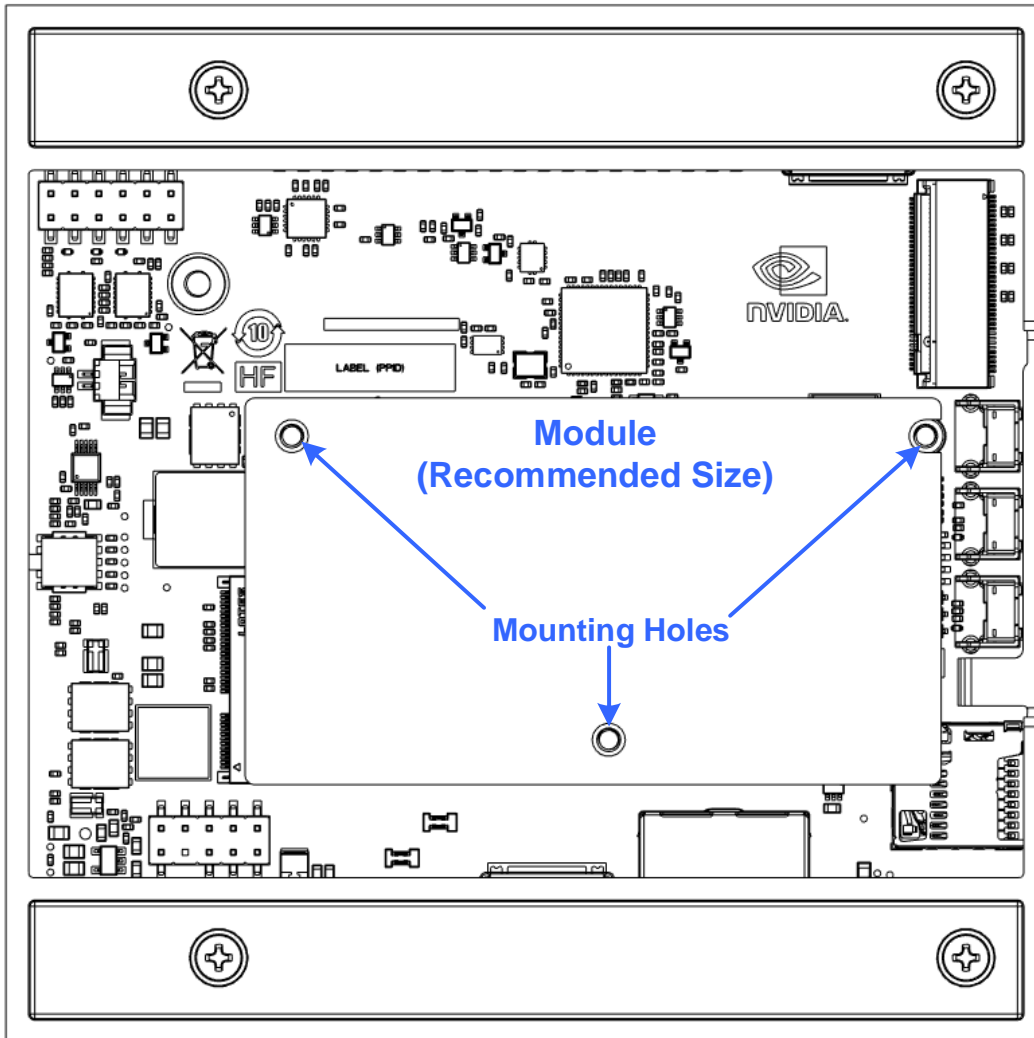 NVIDIA.
10
HF
LABEL (PPID)
Module
(Recommended Size)
Mounting Holes